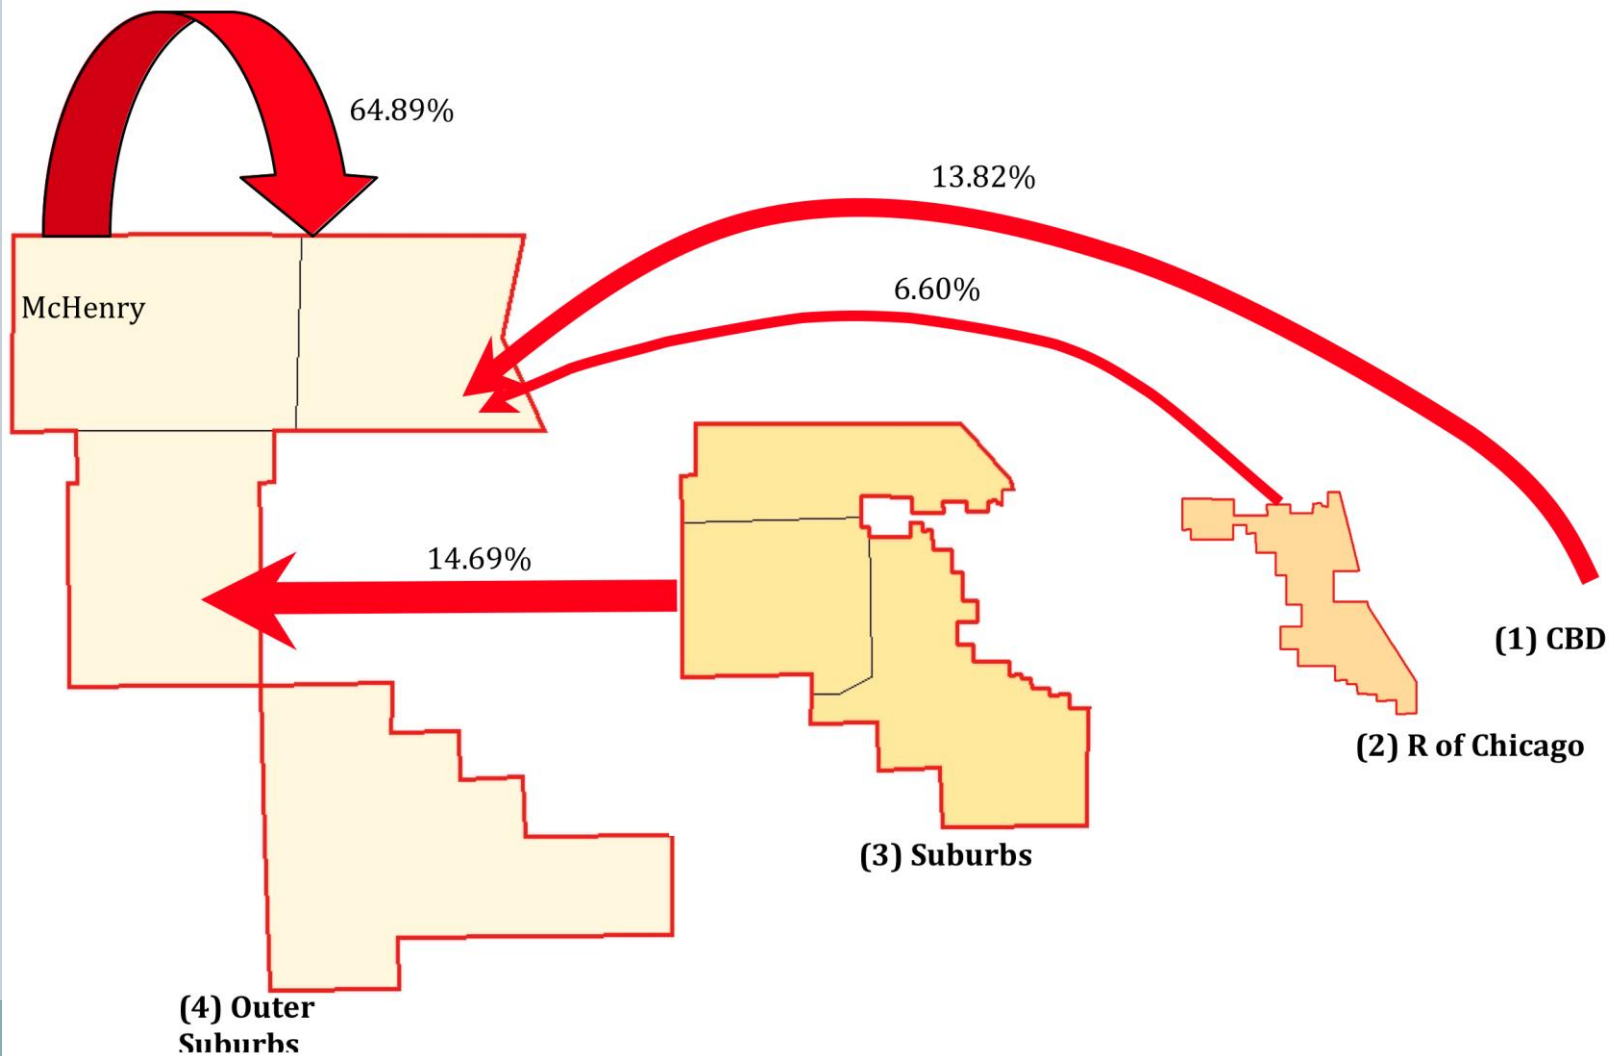 64.89%
13.82%
6.60%
McHenry
14.69%
(1) CBD
(2) R of Chicago
(3) Suburbs
(4) Outer
Suburbs